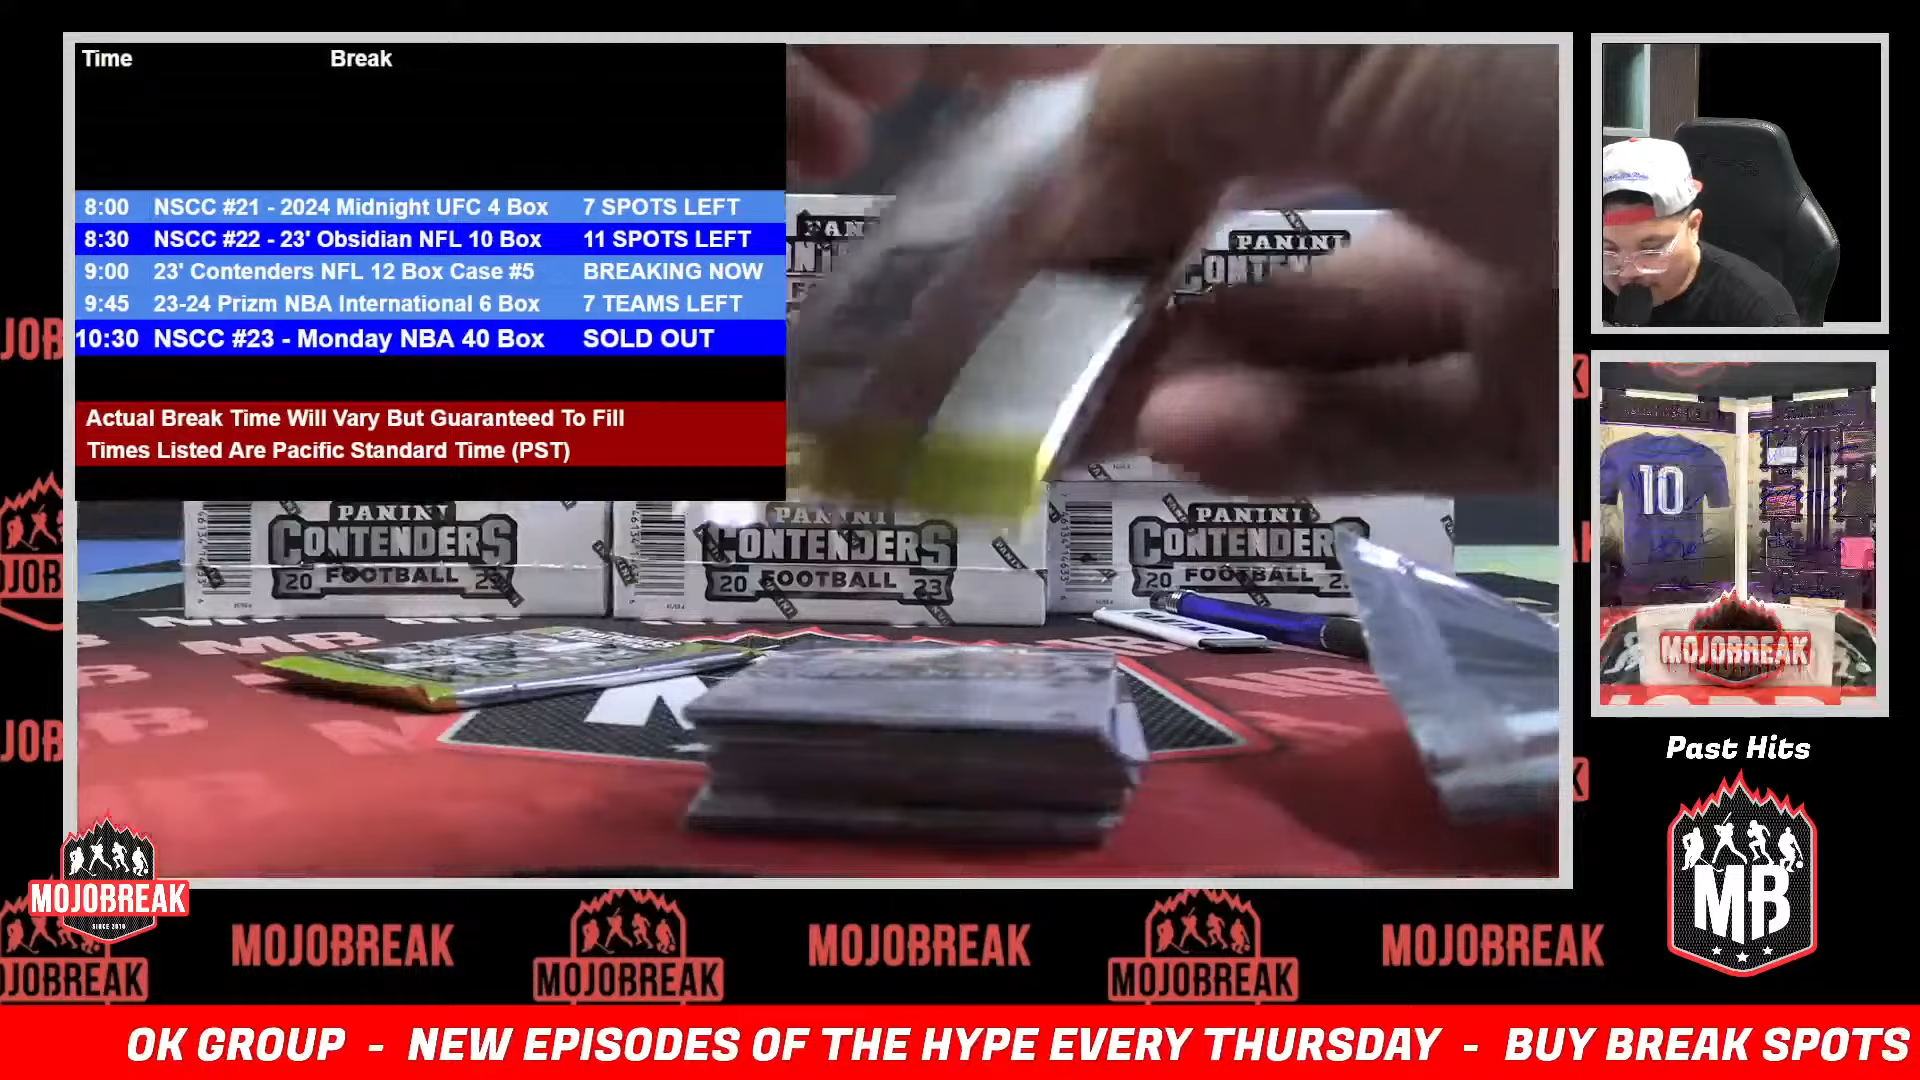 Time Break
8:00 NSCC #21 - 2024 Midnight UFC 4 Box 7 SPOTS LEFT
8:30 NSCC #22 - 23' Obsidian NFL 10 Box 11 SPOTS LEFT
9:00 23' Contenders NFL 12 Box Case #5 BREAKING NOW
9:45 23-24 Prizm NBA International 6 Box 7 TEAMS LEFT
10:30 NSCC #23 - Monday NBA 40 Box SOLD OUT
Actual Break Time Will Vary But Guaranteed To Fill
Times Listed Are Pacific Standard Time (PST)
PANINI
PANINI
CONTENDERS
20 FOOTBALL 23
PANINI
CONTENDERS
20 FOOTBALL 23
PANINI
CONTENDERS
20 FOOTBALL
10
MOJOBREAK
Past Hits
MB
MOJOBREAK
SINCE 2010
MOJOBREAK
MOJOBREAK
MOJOBREAK
MOJOBREAK
MOJOBREAK
MOJOBREAK
OK GROUP - NEW EPISODES OF THE HYPE EVERY THURSDAY - BUY BREAK SPOTS